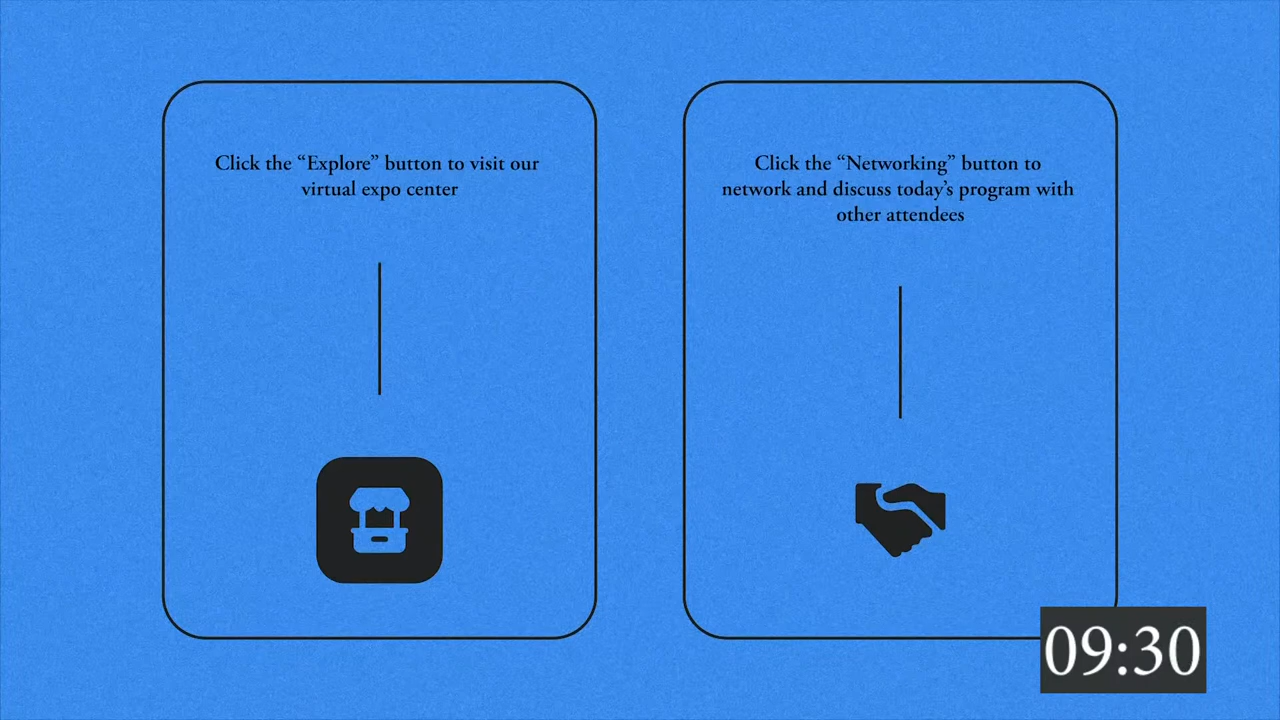 Click the “Explore” button to visit our
virtual expo center
Click the “Networking” button to
network and discuss today’s program with
other attendees
09:30